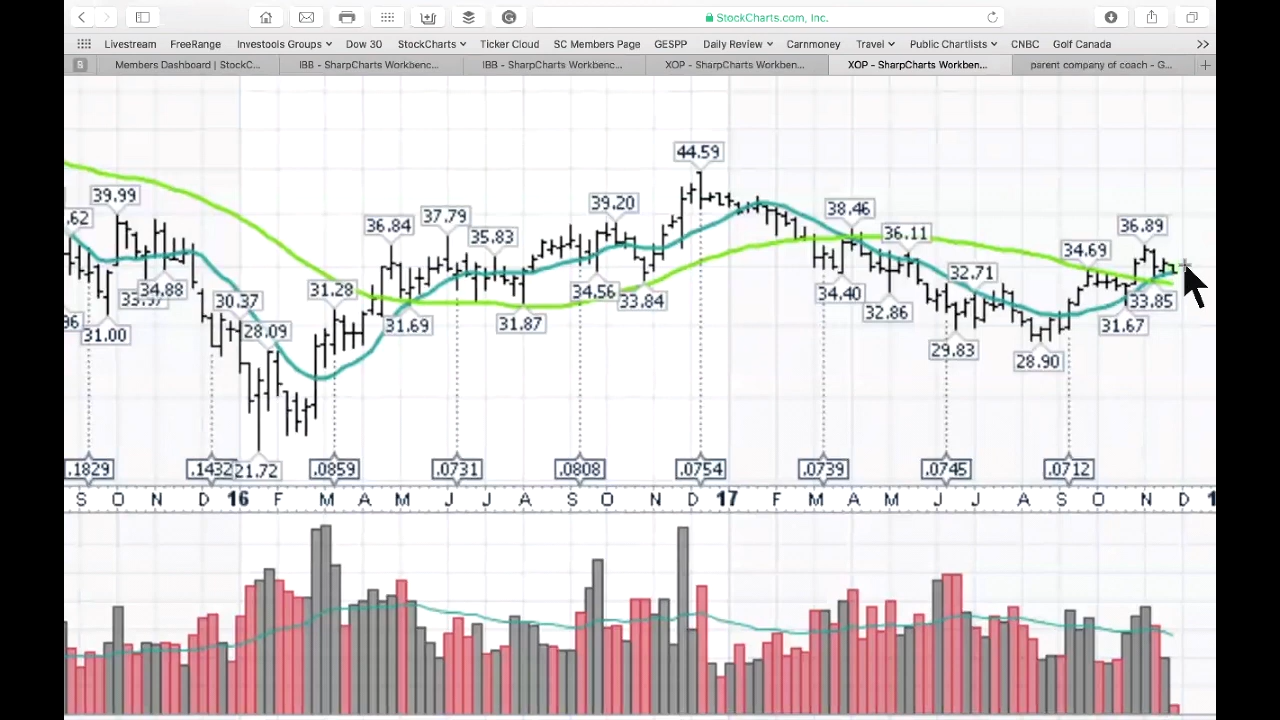 StockCharts.com, Inc.
Livestream FreeRange Investools Groups Dow 30 StockCharts Ticker Cloud SC Members Page GESPP Daily Review Carnmoney Travel Public Chartlists CNBC Golf Canada
S Members Dashboard | StockC... IBB - SharpCharts Workbenc... IBB - SharpCharts Workbenc... XOP - SharpCharts Workben... XOP - SharpCharts Workben... parent company of coach - G...
44.59
39.99 39.20 38.46
.62 36.84 37.79 36.89
35.83 36.11
34.69
32.71
34.88 31.28 34.56 34.40
30.37 33.84 33.85
32.86
31.00 28.09 31.69 31.87 31.67
29.83
28.90
.1829 .1432 21.72 .0859 .0731 .0808 .0754 .0739 .0745 .0712
S O N D 16 F M A M J J A S O N D 17 F M A M J J A S O N D